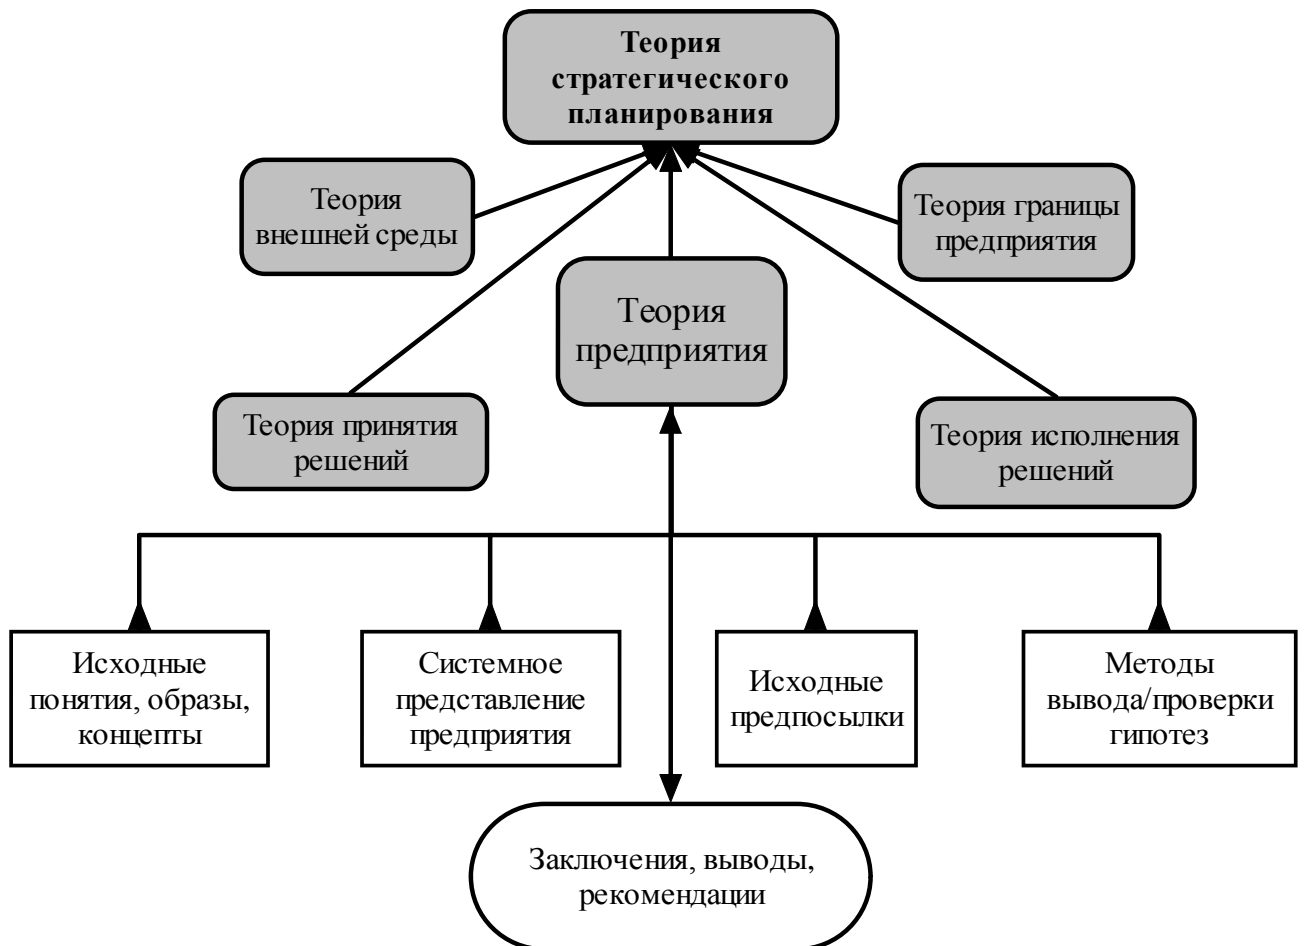 Теория
стратегического
планирования
Теория
внешней среды
Теория границы
предприятия
Теория
предприятия
Теория принятия
решений
Теория исполнения
решений
Исходные
понятия, образы,
концепты
Системное
представление
предприятия
Исходные
предпосылки
Методы
вывода/проверки
гипотез
Заключения, выводы,
рекомендации